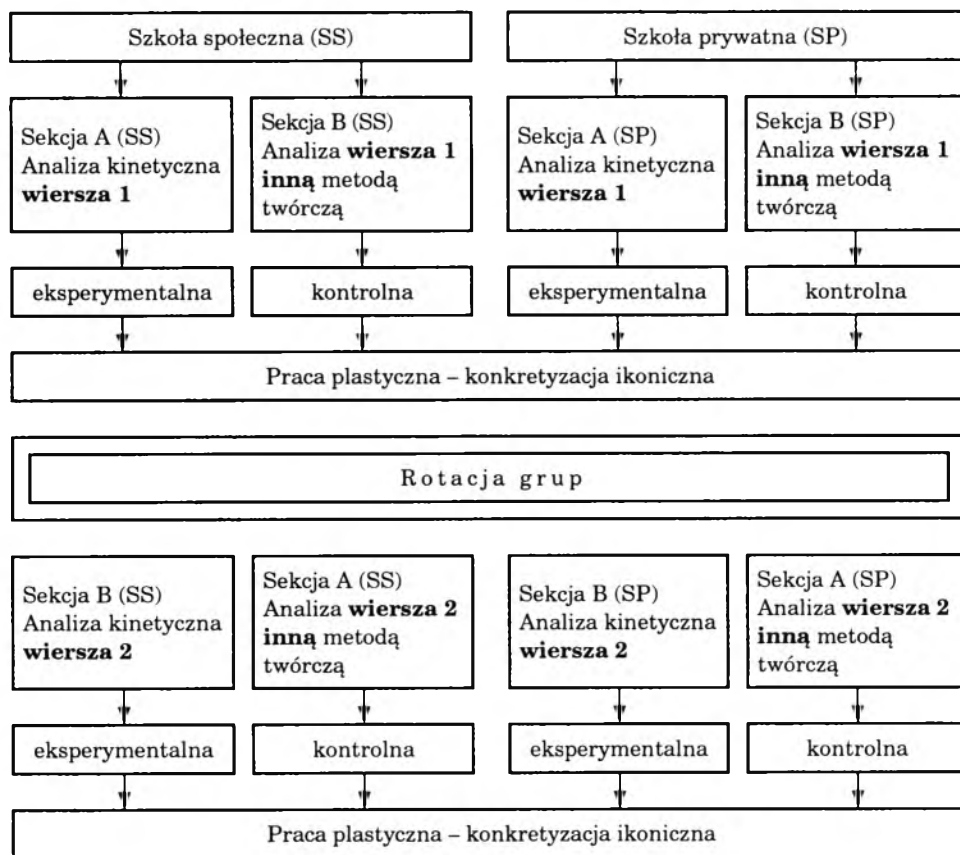 Szkoła społeczna (SS)
Szkoła prywatna (SP)
Sekcja A (SS)
Analiza kinetyczna
wiersza 1
Sekcja B (SS)
Analiza wiersza 1
inną metodą
twórczą
Sekcja A (SP)
Analiza kinetyczna
wiersza 1
Sekcja B (SP)
Analiza wiersza 1
inną metodą
twórczą
eksperymentalna
kontrolna
eksperymentalna
kontrolna
Praca plastyczna – konkretyzacja ikoniczna
Rotacja grup
Sekcja B (SS)
Analiza kinetyczna
wiersza 2
Sekcja A (SS)
Analiza wiersza 2
inną metodą
twórczą
Sekcja B (SP)
Analiza kinetyczna
wiersza 2
Sekcja A (SP)
Analiza wiersza 2
inną metodą
twórczą
eksperymentalna
kontrolna
eksperymentalna
kontrolna
Praca plastyczna – konkretyzacja ikoniczna